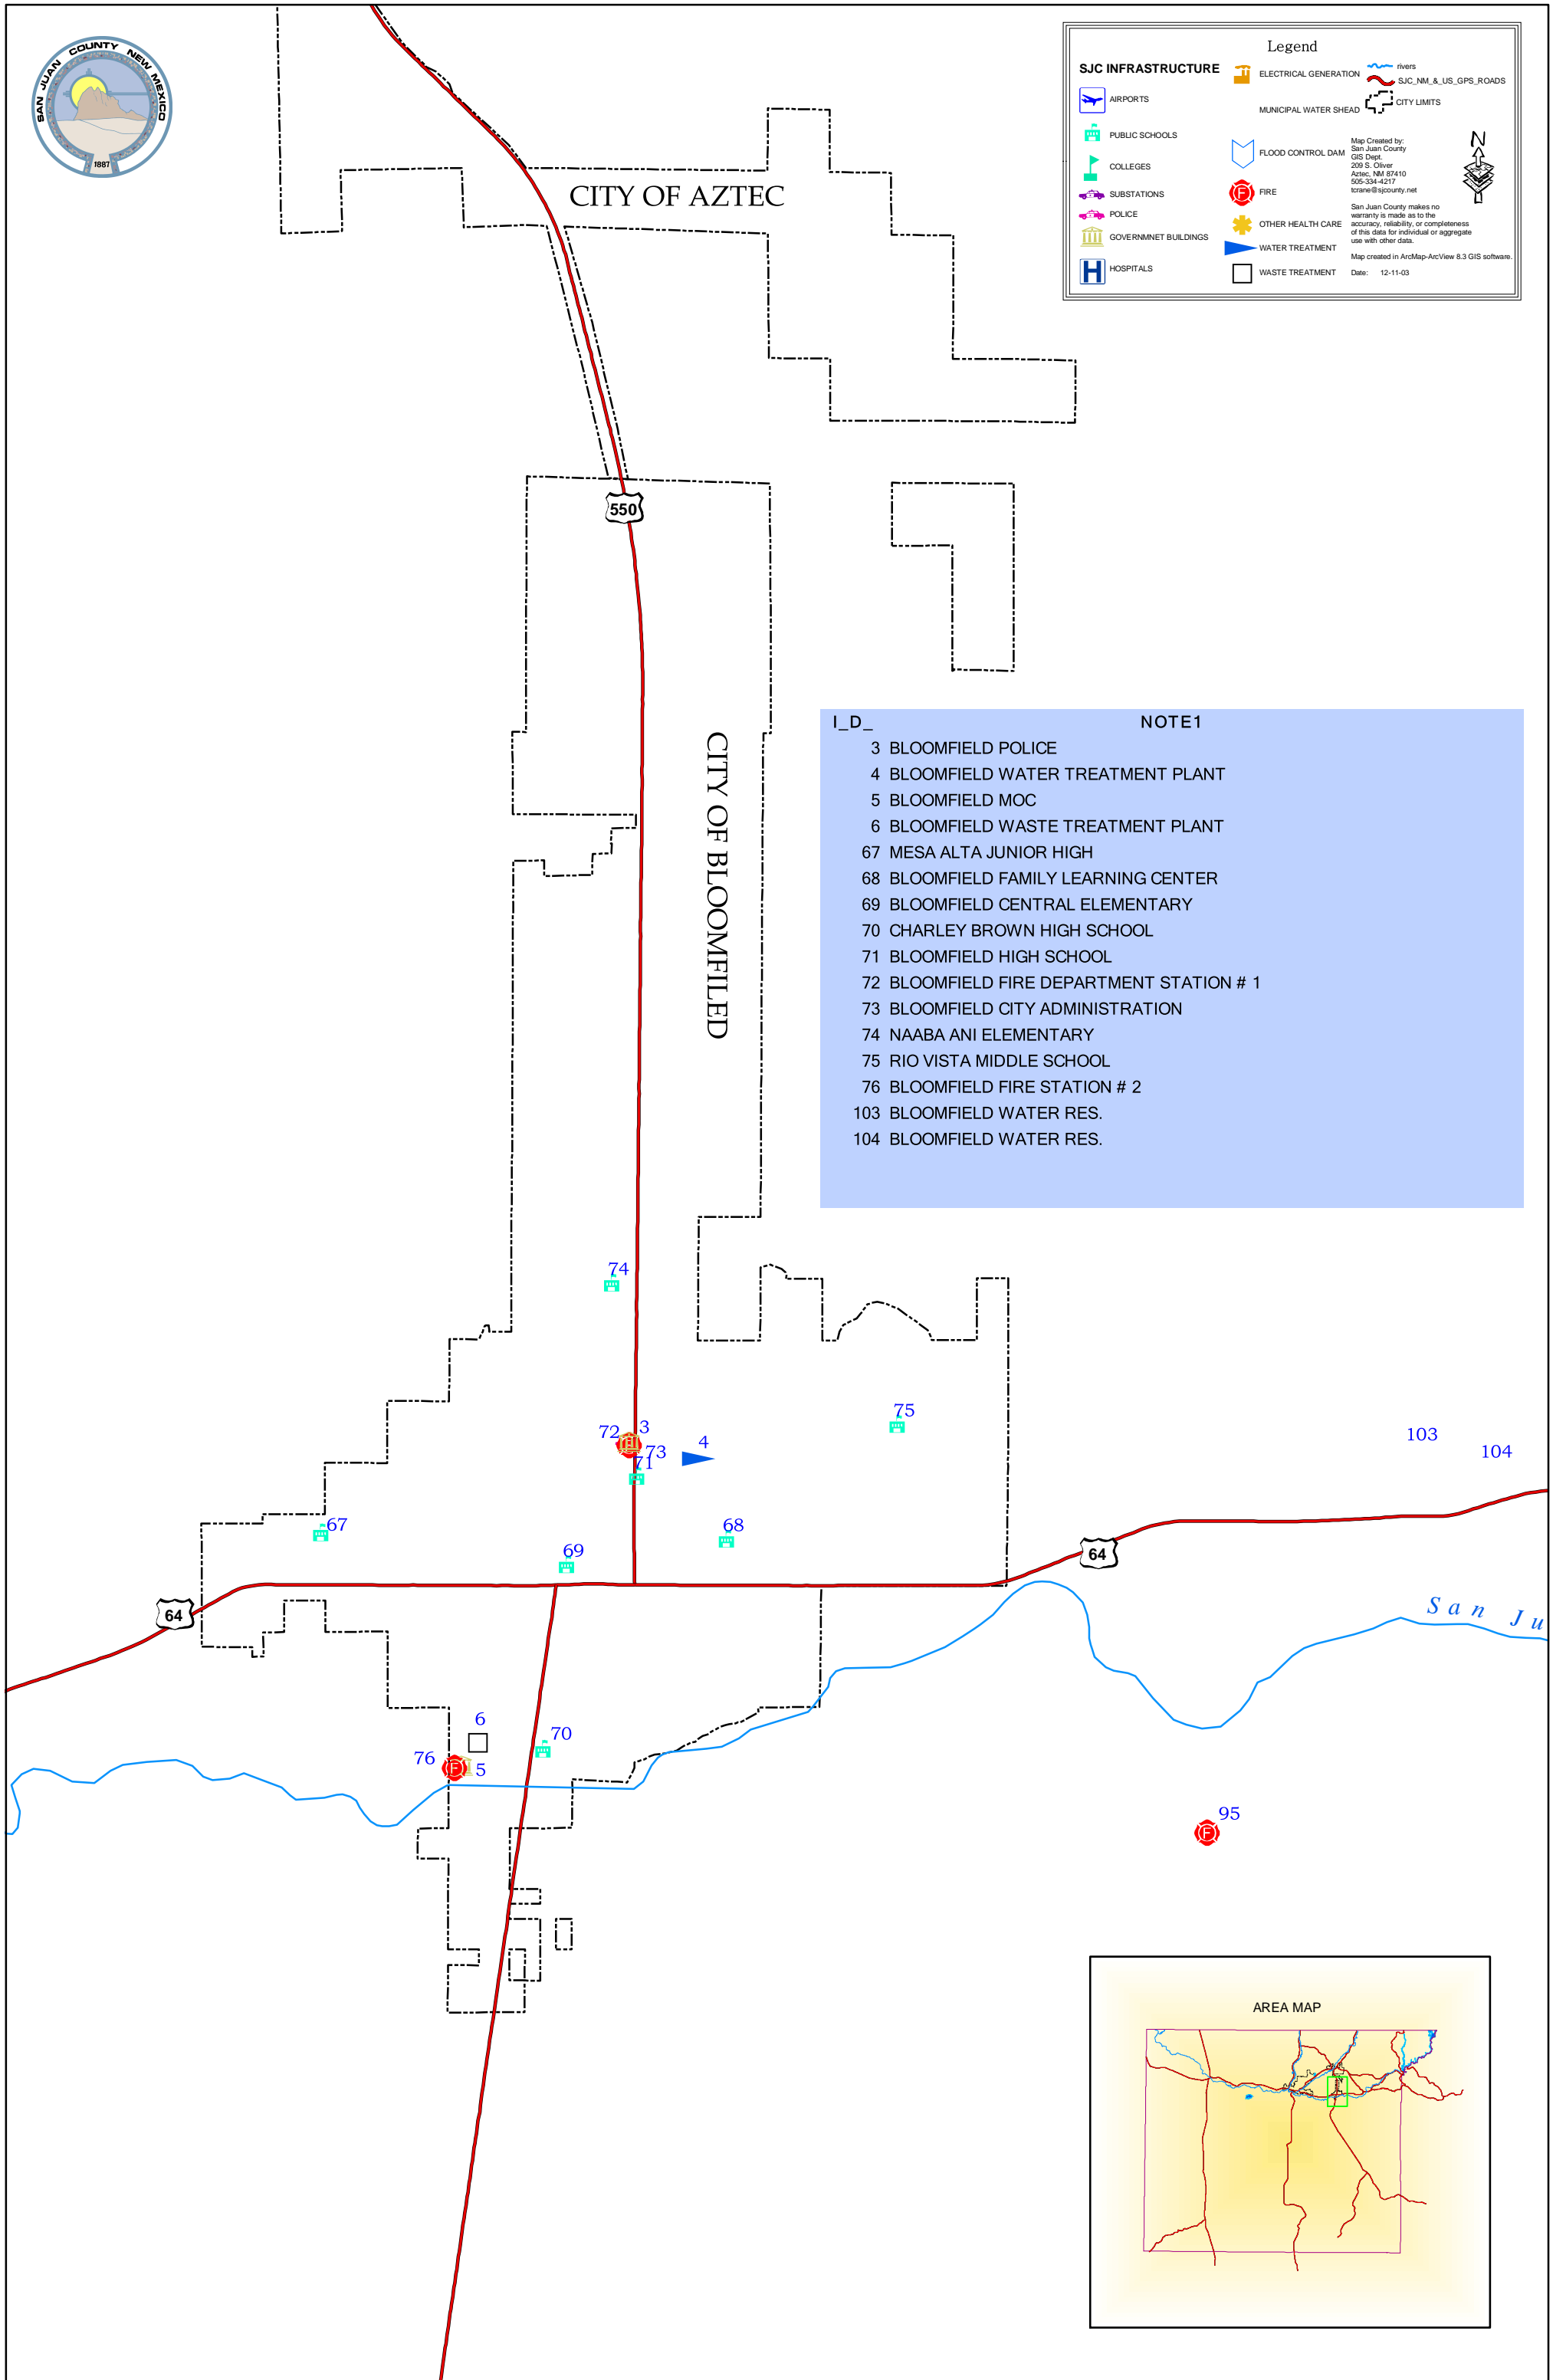 SAN JUAN COUNTY NEW MEXICO
1887
Legend
SJC INFRASTRUCTURE
AIRPORTS
PUBLIC SCHOOLS
COLLEGES
SUBSTATIONS
POLICE
GOVERNMNET BUILDINGS
HOSPITALS
ELECTRICAL GENERATION
MUNICIPAL WATER SHEAD
FLOOD CONTROL DAM
FIRE
OTHER HEALTH CARE
WATER TREATMENT
WASTE TREATMENT
rivers
SJC_NM_&_US_GPS_ROADS
CITY LIMITS
Map Created by:
San Juan County
GIS Dept.
209 S. Oliver
Aztec, NM 87410
505-334-4217
tcrane@sjcounty.net
N
San Juan County makes no
warranty is made as to the
accuracy, reliability, or completeness
of this data for individual or aggregate
use with other data.
Map created in ArcMap-ArcView 8.3 GIS software.
Date: 12-11-03
CITY OF AZTEC
550
CITY OF BLOOMFILED
I_D_ NOTE1
3 BLOOMFIELD POLICE
4 BLOOMFIELD WATER TREATMENT PLANT
5 BLOOMFIELD MOC
6 BLOOMFIELD WASTE TREATMENT PLANT
67 MESA ALTA JUNIOR HIGH
68 BLOOMFIELD FAMILY LEARNING CENTER
69 BLOOMFIELD CENTRAL ELEMENTARY
70 CHARLEY BROWN HIGH SCHOOL
71 BLOOMFIELD HIGH SCHOOL
72 BLOOMFIELD FIRE DEPARTMENT STATION # 1
73 BLOOMFIELD CITY ADMINISTRATION
74 NAABA ANI ELEMENTARY
75 RIO VISTA MIDDLE SCHOOL
76 BLOOMFIELD FIRE STATION # 2
103 BLOOMFIELD WATER RES.
104 BLOOMFIELD WATER RES.
74
75
72
3
73
71
4
103
104
67
68
69
64
64
San Ju
6
70
76
F
5
95
F
AREA MAP